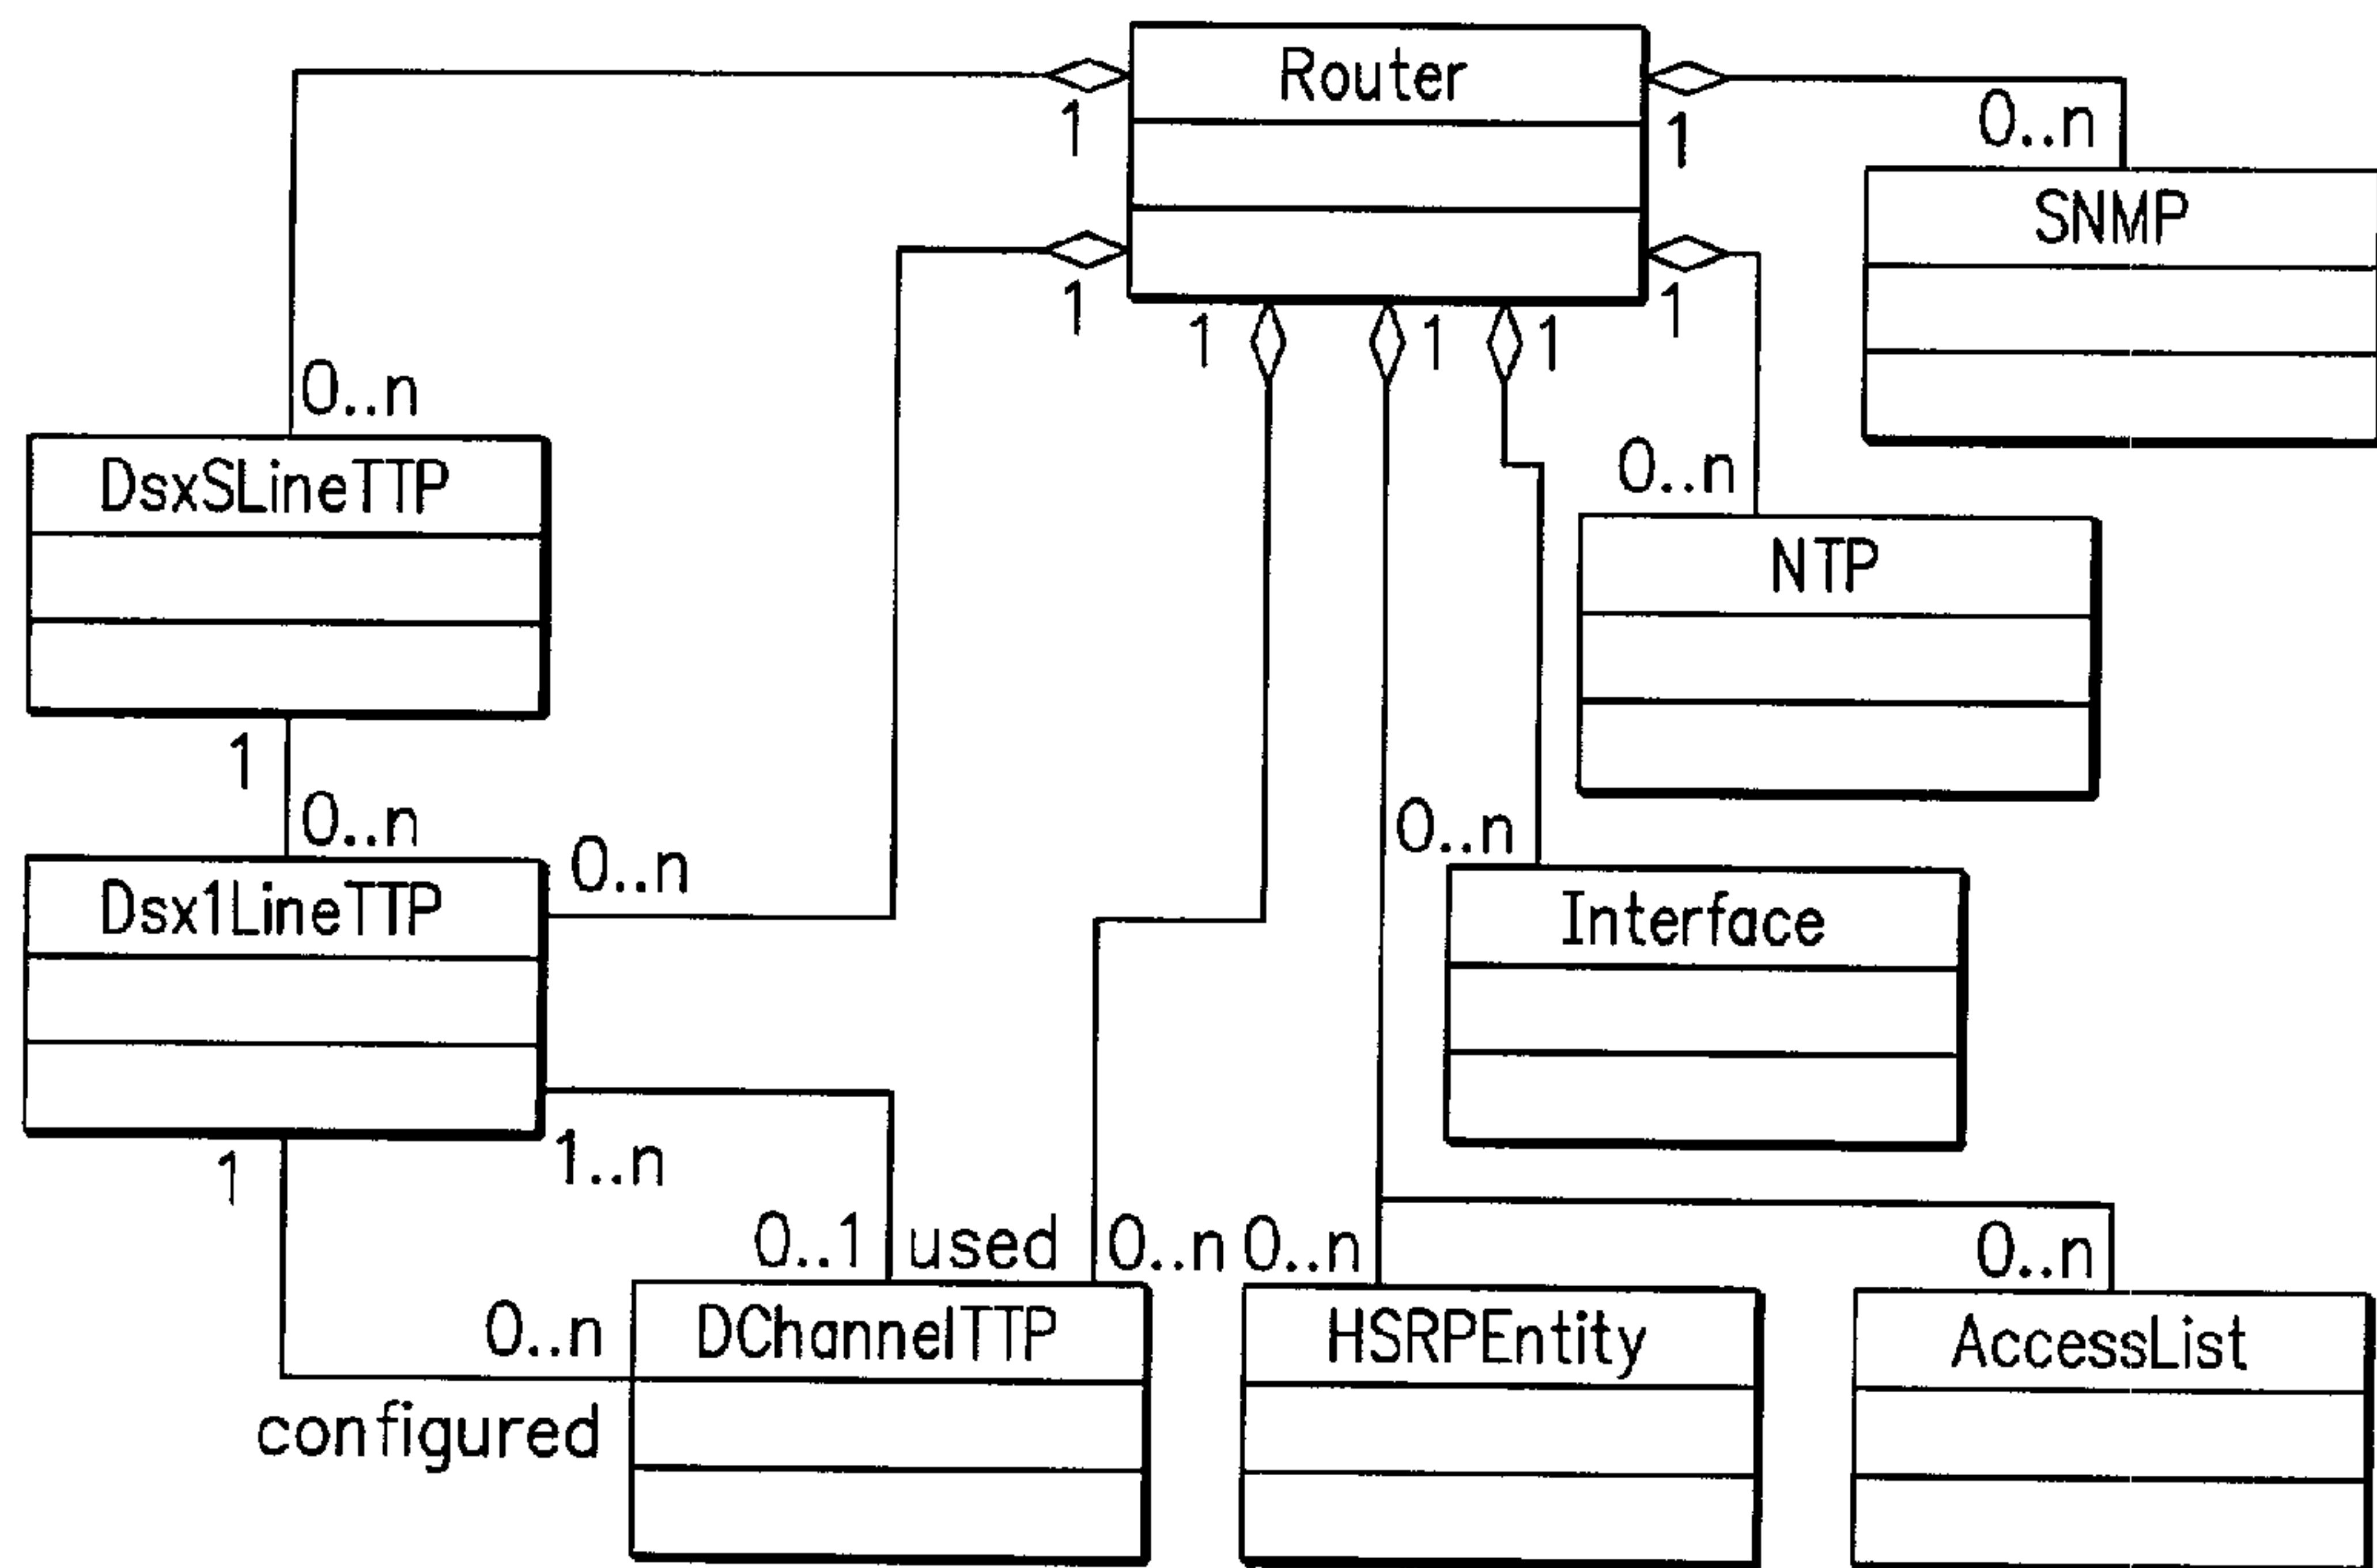 Router
1
1
0..n
SNMP
1
1
1
1
1
0..n
DsxSLineTTP
0..n
NTP
1
0..n
0..n
0..n
Dsx1LineTTP
Interface
1
1..n
0..1 used
0..n
0..n
0..n
0..n
configured
DChannelTTP
HSRPEntity
AccessList